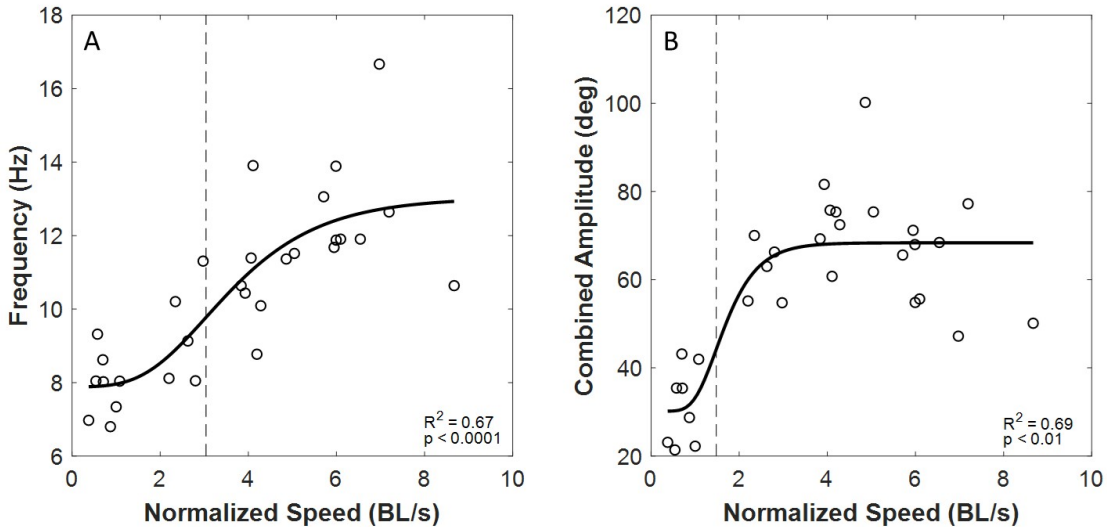 A
Frequency (Hz)
18
16
14
12
10
8
6
0
2
4
6
8
10
Normalized Speed (BL/s)
R² = 0.67
p < 0.0001
B
Combined Amplitude (deg)
120
100
80
60
40
20
0
2
4
6
8
10
Normalized Speed (BL/s)
R² = 0.69
p < 0.01